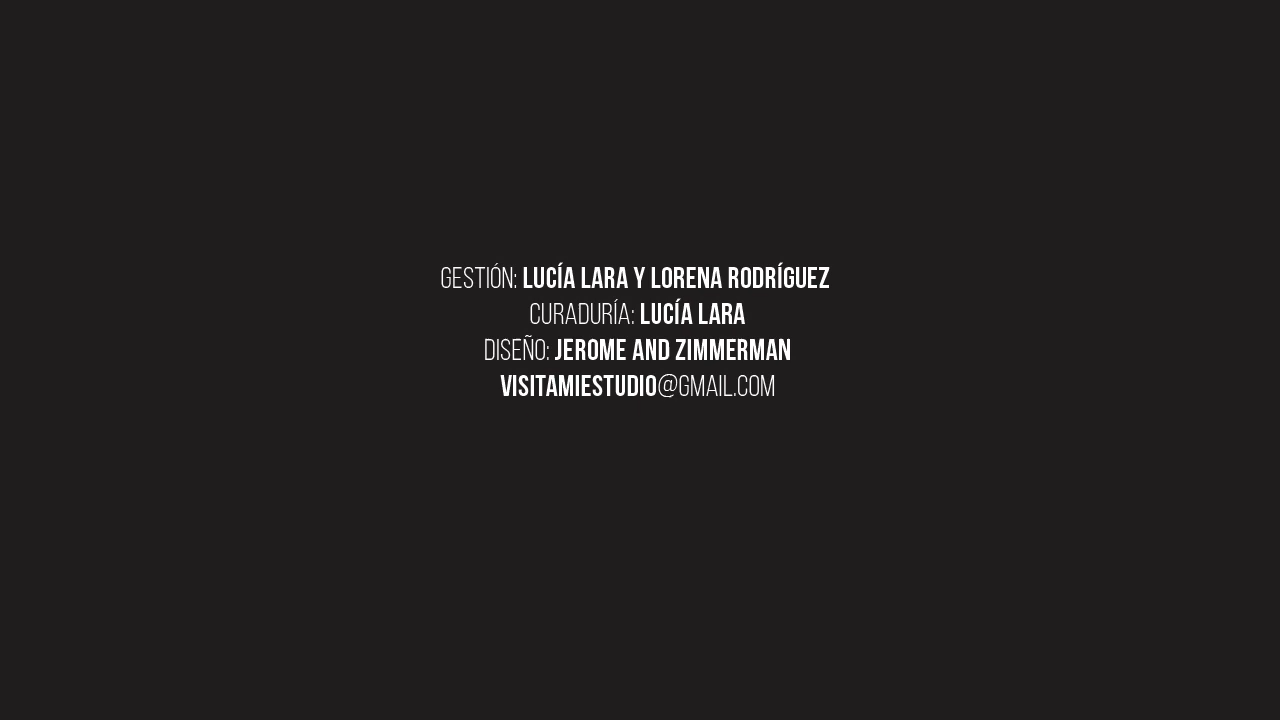 GESTIÓN: LUCÍA LARA Y LORENA RODRÍGUEZ
CURADURÍA: LUCÍA LARA
DISEÑO: JEROME AND ZIMMERMAN
VISITAMIESTUDIO@GMAIL.COM